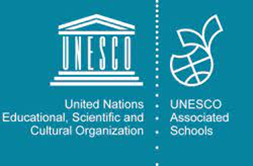 UNESCO
United Nations
Educational, Scientific and
Cultural Organization
UNESCO
Associated
Schools